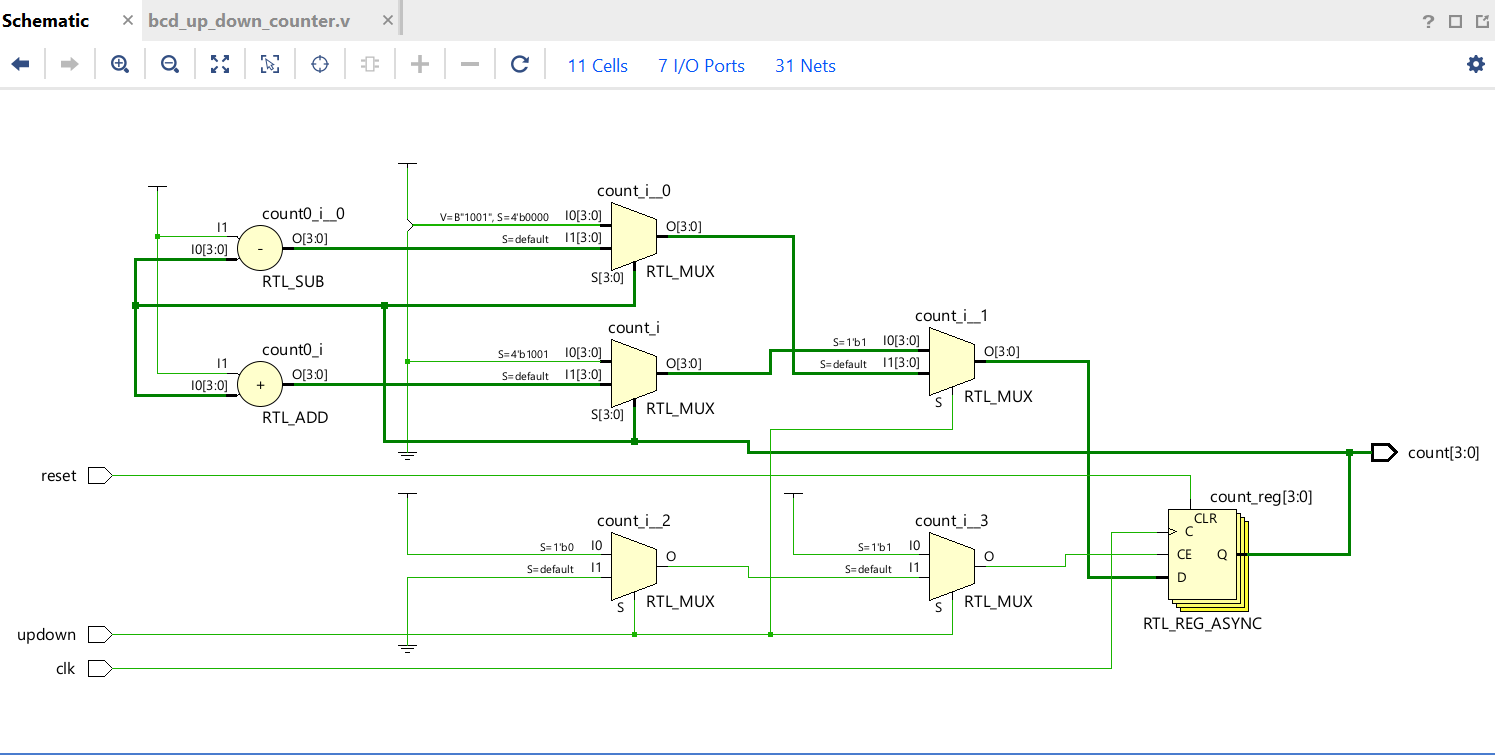 Schematic × bcd_up_down_counter.v ×
? 
11 Cells 7 I/O Ports 31 Nets
count_i__0
count0_i__0
V=B"1001", S=4'b0000 I0[3:0]
I1
O[3:0]
O[3:0]
S=default I1[3:0]
-
I0[3:0]
RTL_MUX
S[3:0]
RTL_SUB
count_i__1
count_i
count0_i
S=1'b1 I0[3:0]
S=4'b1001 I0[3:0]
O[3:0]
I1
O[3:0]
S=default I1[3:0]
O[3:0]
S=default I1[3:0]
+
I0[3:0]
RTL_MUX
S
RTL_MUX
S[3:0]
RTL_ADD
count[3:0]
reset
count_reg[3:0]
count_i__2
count_i__3
CLR
C
S=1'b0 I0
S=1'b1 I0
O
O
CE Q
S=default I1
S=default I1
D
RTL_MUX
RTL_MUX
S
S
RTL_REG_ASYNC
updown
clk